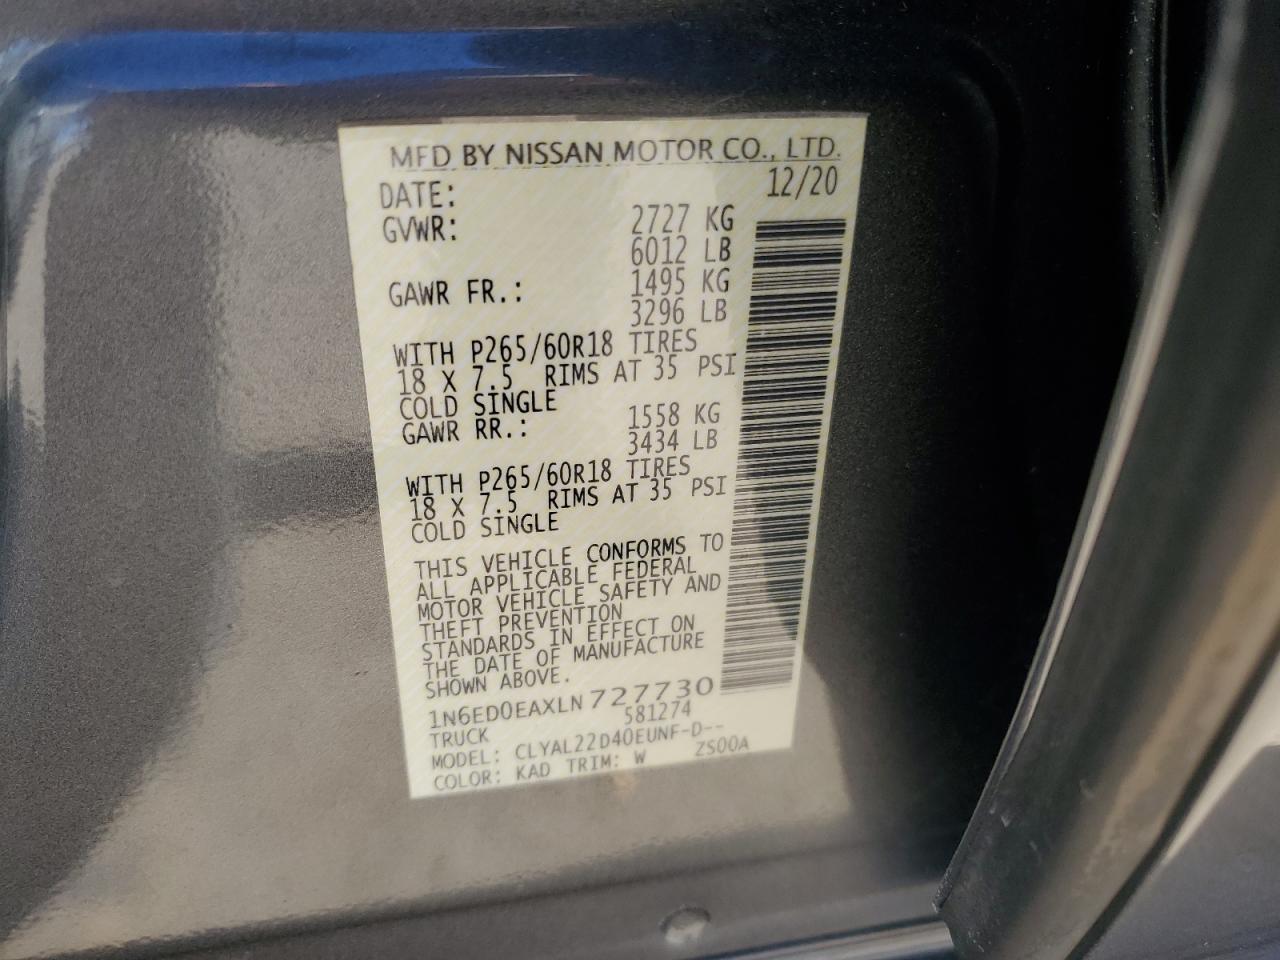 MFD BY NISSAN MOTOR CO., LTD.
DATE: 12/20
GVWR: 2727 KG
6012 LB
GAWR FR.: 1495 KG
3296 LB
WITH P265/60R18 TIRES
18 X 7.5 RIMS AT 35 PSI
COLD SINGLE
GAWR RR.: 1558 KG
3434 LB
WITH P265/60R18 TIRES
18 X 7.5 RIMS AT 35 PSI
COLD SINGLE
THIS VEHICLE CONFORMS TO
ALL APPLICABLE FEDERAL
MOTOR VEHICLE SAFETY AND
THEFT PREVENTION
STANDARDS IN EFFECT ON
THE DATE OF MANUFACTURE
SHOWN ABOVE.
1N6ED0EAXLN727730
TRUCK 581274
MODEL: CLYAL22D40EUNF-D--
COLOR: KAD TRIM: W ZS00A